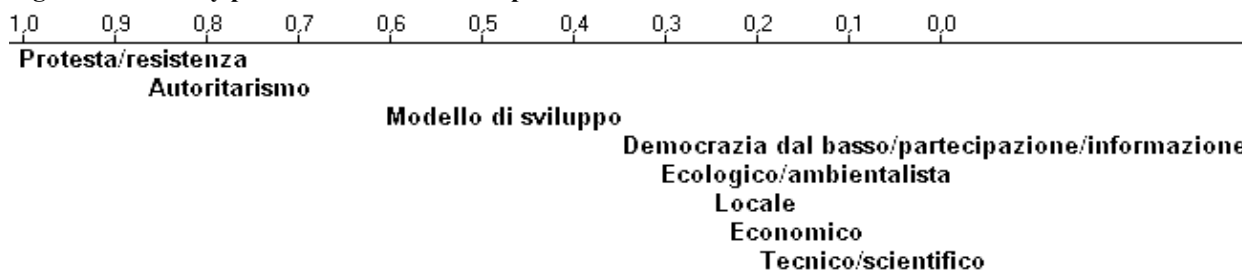 1,0 0,9 0,8 0,7 0,6 0,5 0,4 0,3 0,2 0,1 0,0
Protesta/resistenza
Autoritarismo
Modello di sviluppo
Democrazia dal basso/partecipazione/informazione
Ecologico/ambientalista
Locale
Economico
Tecnico/scientifico